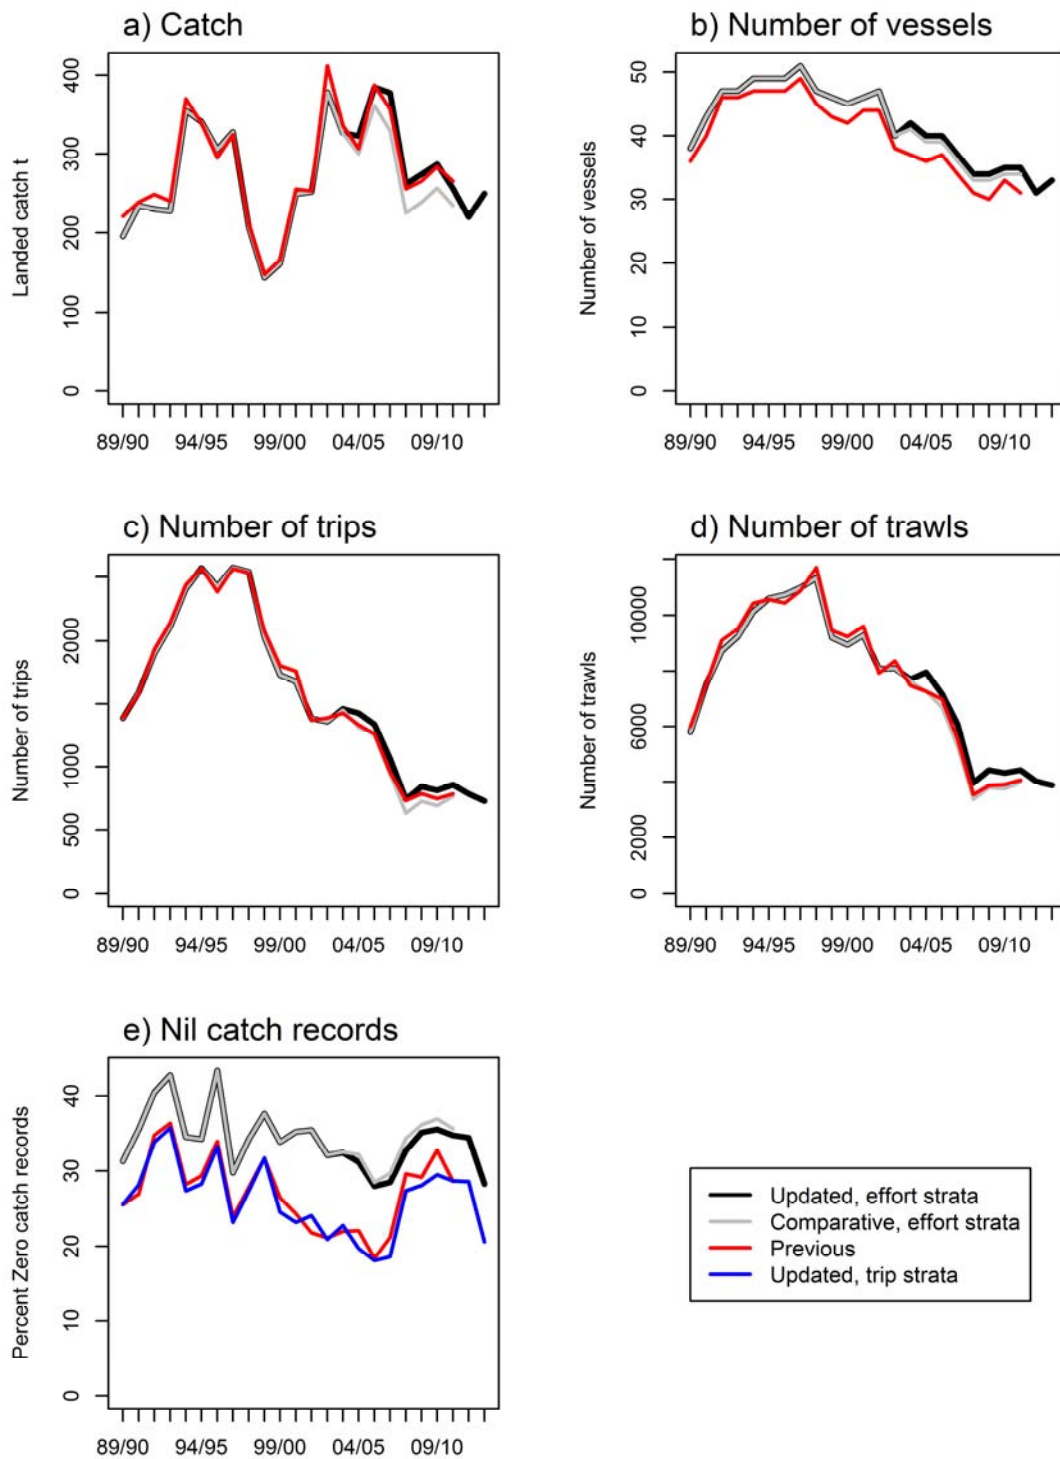 a) Catch
Landed catch t
400
300
200
100
0
89/90 94/95 99/00 04/05 09/10
b) Number of vessels
Number of vessels
50
40
30
20
10
0
89/90 94/95 99/00 04/05 09/10
c) Number of trips
Number of trips
2000
1000
500
0
89/90 94/95 99/00 04/05 09/10
d) Number of trawls
Number of trawls
10000
6000
2000
0
89/90 94/95 99/00 04/05 09/10
e) Nil catch records
Percent Zero catch records
40
30
20
10
0
89/90 94/95 99/00 04/05 09/10
Updated, effort strata
Comparative, effort strata
Previous
Updated, trip strata